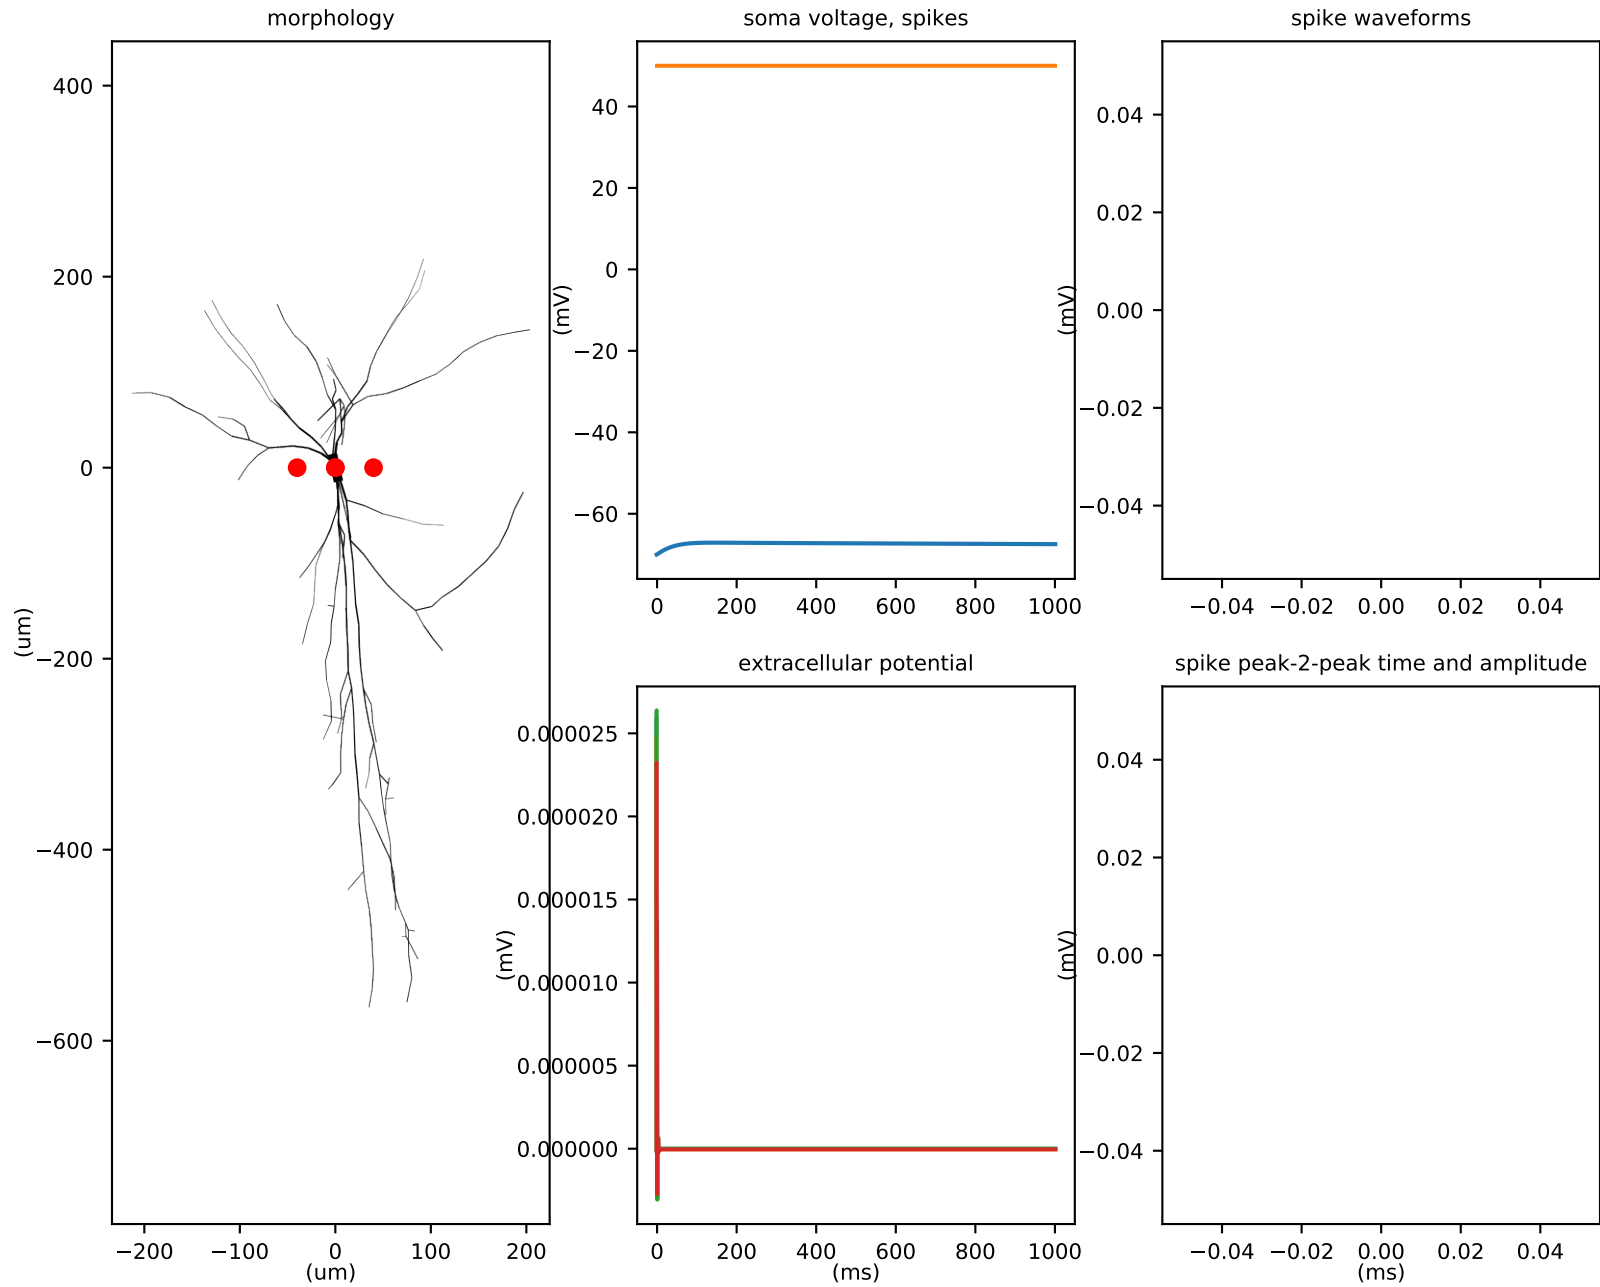 morphology
400
200
0
−200
−400
−600
(um)
−200 −100 0 100 200
(um)
soma voltage, spikes
40
20
0
−20
−40
−60
(mV)
0 200 400 600 800 1000
spike waveforms
0.04
0.02
0.00
−0.02
−0.04
(mV)
−0.04 −0.02 0.00 0.02 0.04
extracellular potential
0.000025
0.000020
0.000015
0.000010
0.000005
0.000000
(mV)
0 200 400 600 800 1000
(ms)
spike peak-2-peak time and amplitude
0.04
0.02
0.00
−0.02
−0.04
(mV)
−0.04 −0.02 0.00 0.02 0.04
(ms)